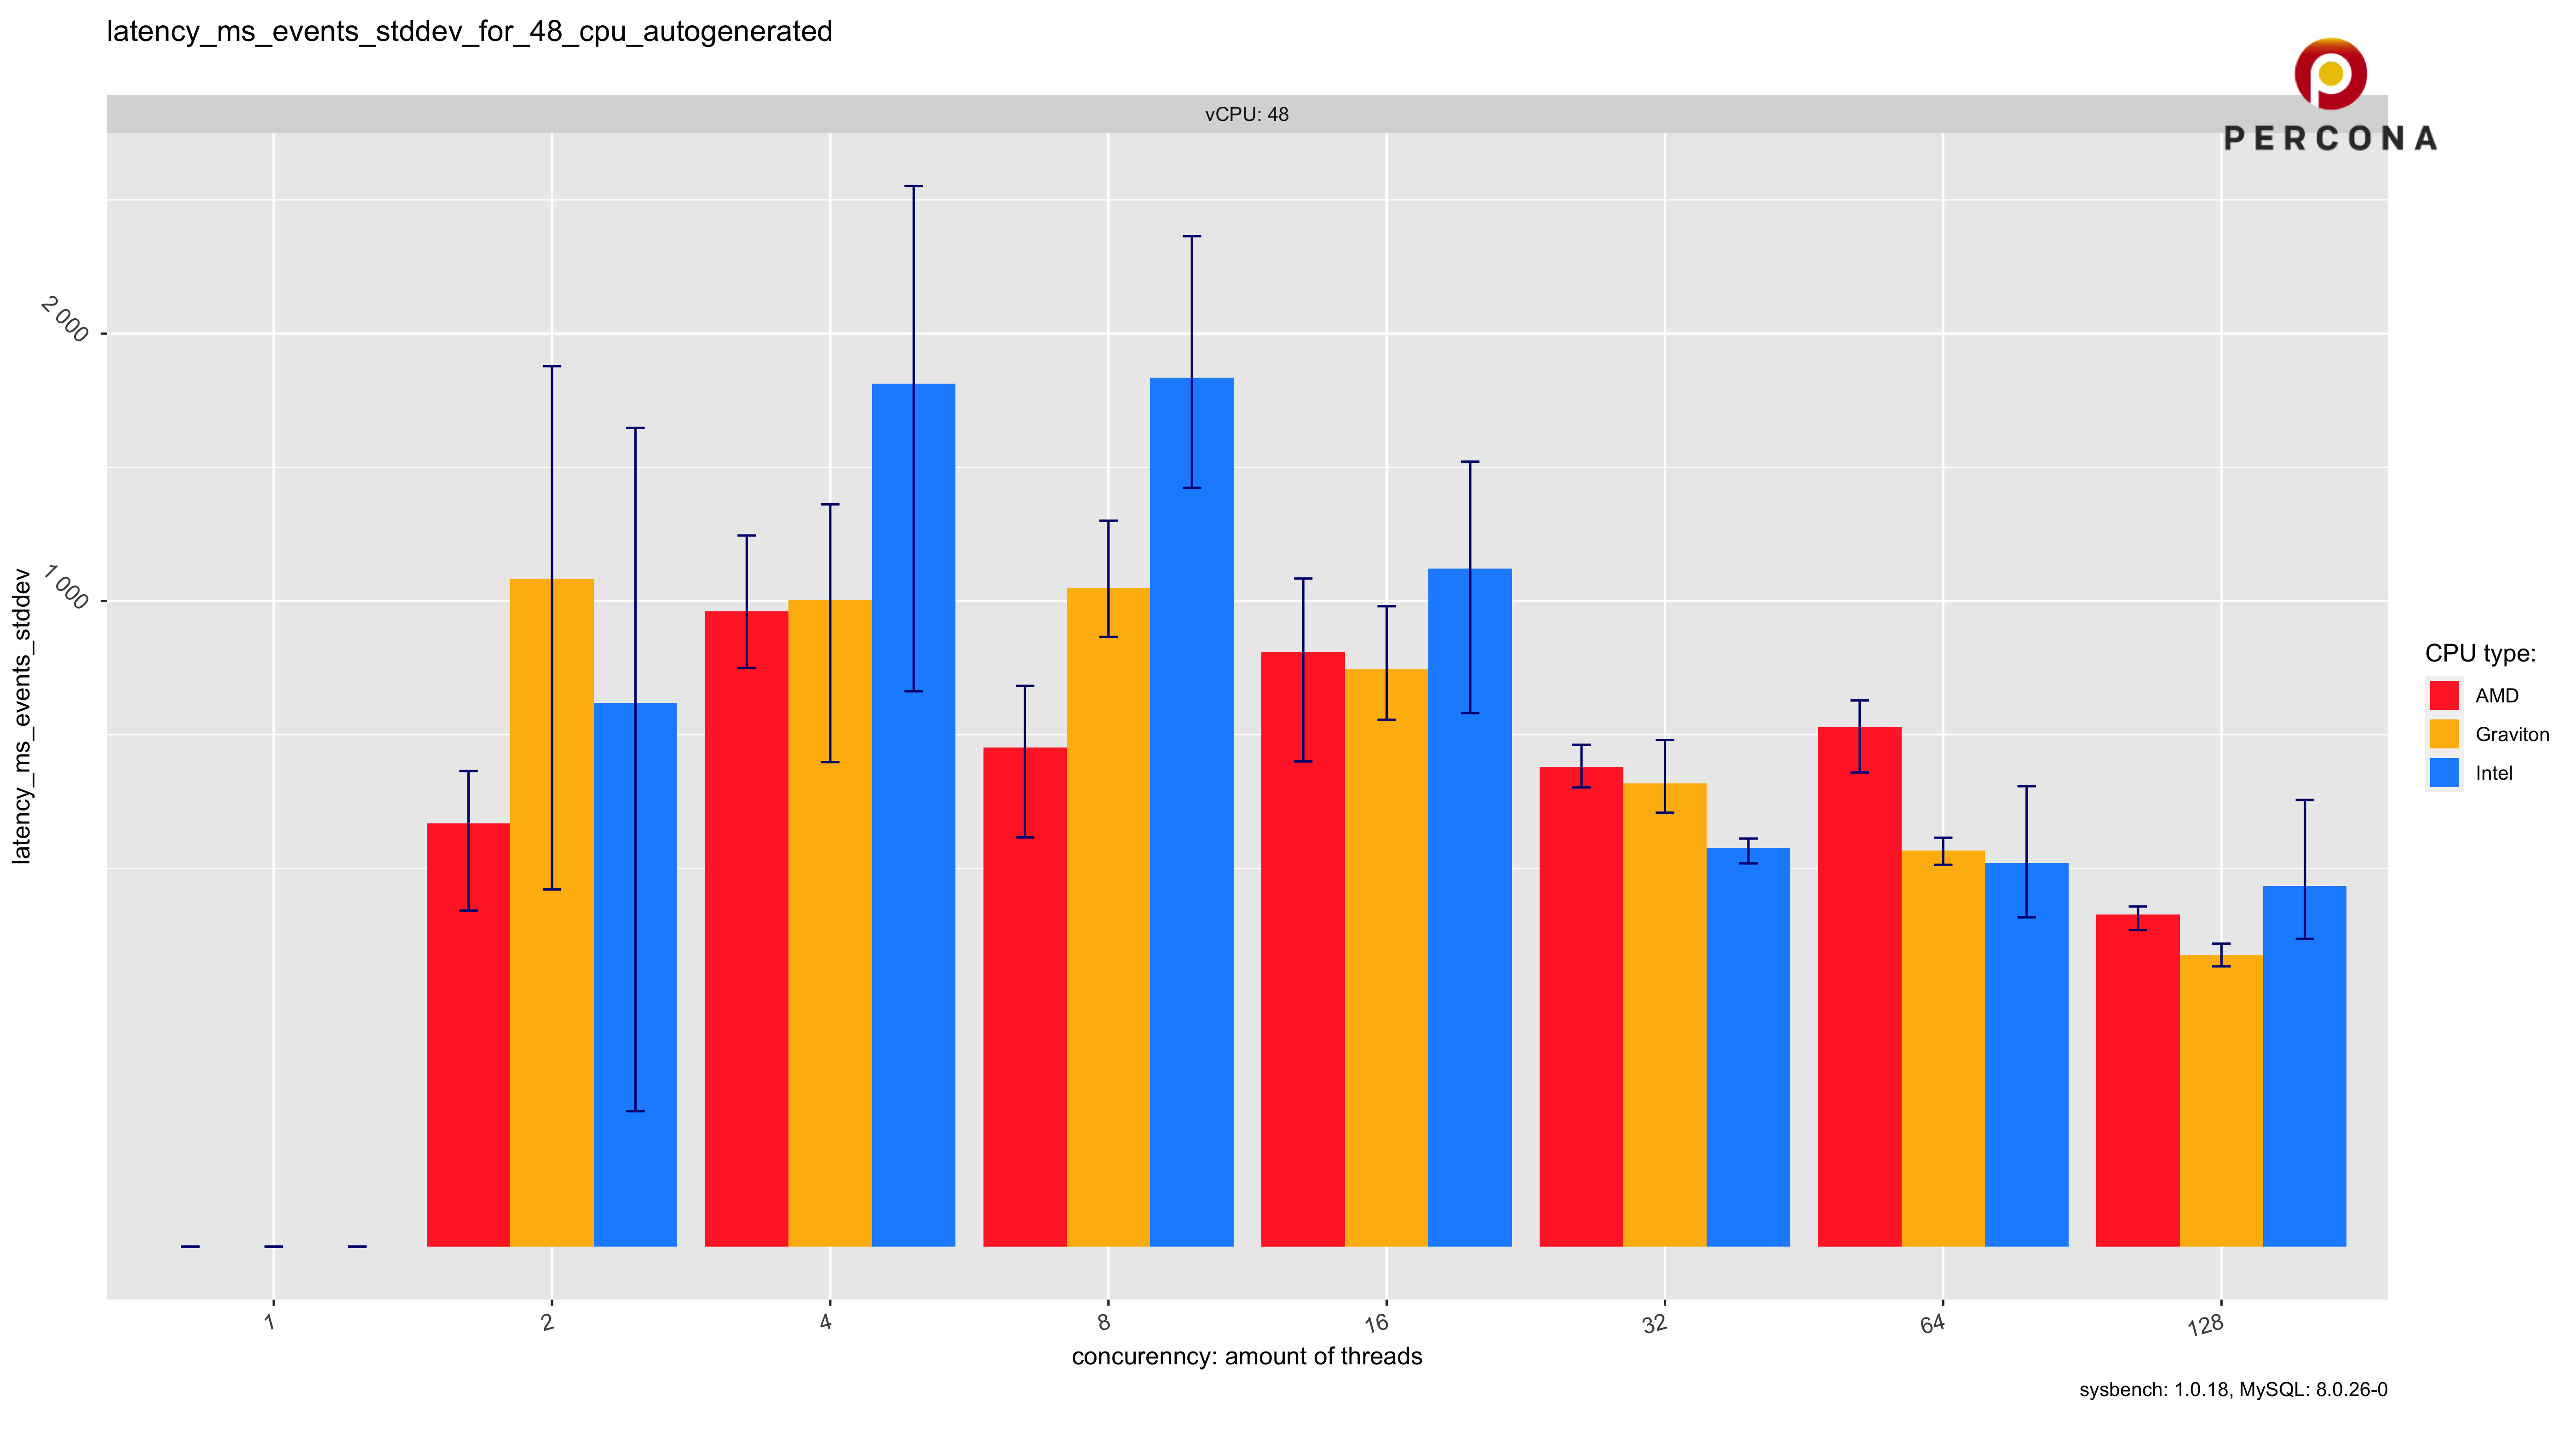 latency_ms_events_stddev_for_48_cpu_autogenerated
PERCONA
vCPU: 48
latency_ms_events_stddev
2 000
1 000
CPU type:
AMD
Graviton
Intel
1
2
4
8
16
32
64
128
concurenncy: amount of threads
sysbench: 1.0.18, MySQL: 8.0.26-0